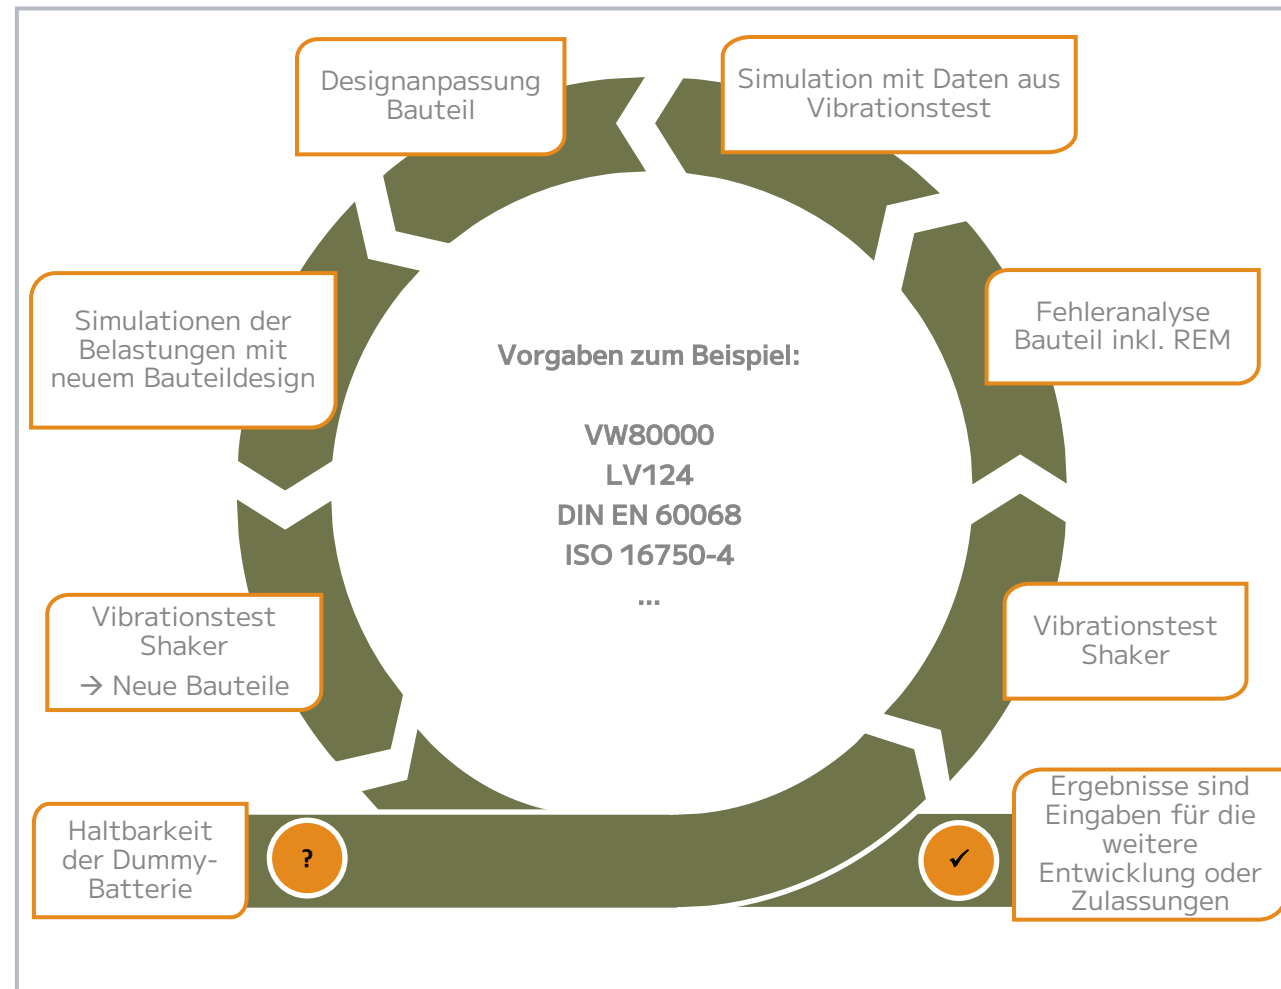 Designanpassung
Bauteil
Simulation mit Daten aus
Vibrationstest
Simulationen der
Belastungen mit
neuem Bauteildesign
Fehleranalyse
Bauteil inkl. REM
Vorgaben zum Beispiel:
VW80000
LV124
DIN EN 60068
ISO 16750-4
...
Vibrationstest
Shaker
→ Neue Bauteile
Vibrationstest
Shaker
Haltbarkeit
der Dummy-
Batterie
?
✓
Ergebnisse sind
Eingaben für die
weitere
Entwicklung oder
Zulassungen